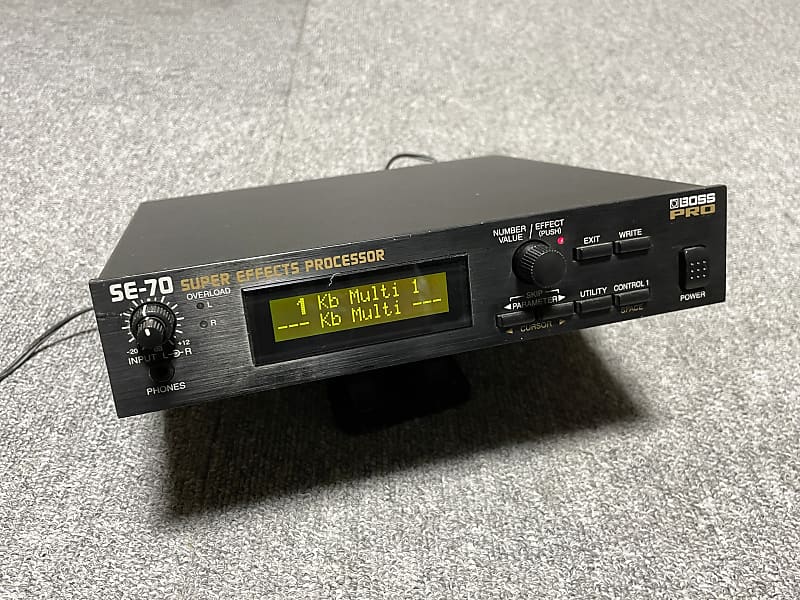 BOSS
PRO
SE-70 SUPER EFFECTS PROCESSOR
OVERLOAD
L
R
-20 dB +12
INPUT L R
PHONES
1 Kb Multi 1
--- Kb Multi ---
NUMBER / EFFECT
VALUE (PUSH)
EXIT
WRITE
SKIP
PARAMETER
CURSOR
UTILITY
CONTROL 1
SPACE
POWER